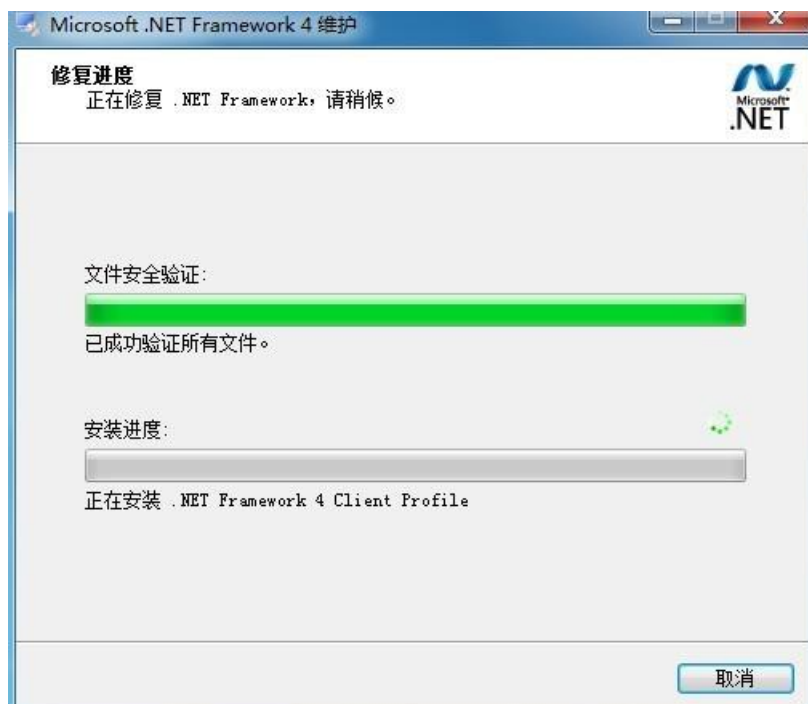 Microsoft .NET Framework 4 维护
修复进度
正在修复 .NET Framework，请稍候。
Microsoft
.NET
文件安全验证:
已成功验证所有文件。
安装进度:
正在安装 .NET Framework 4 Client Profile
取消